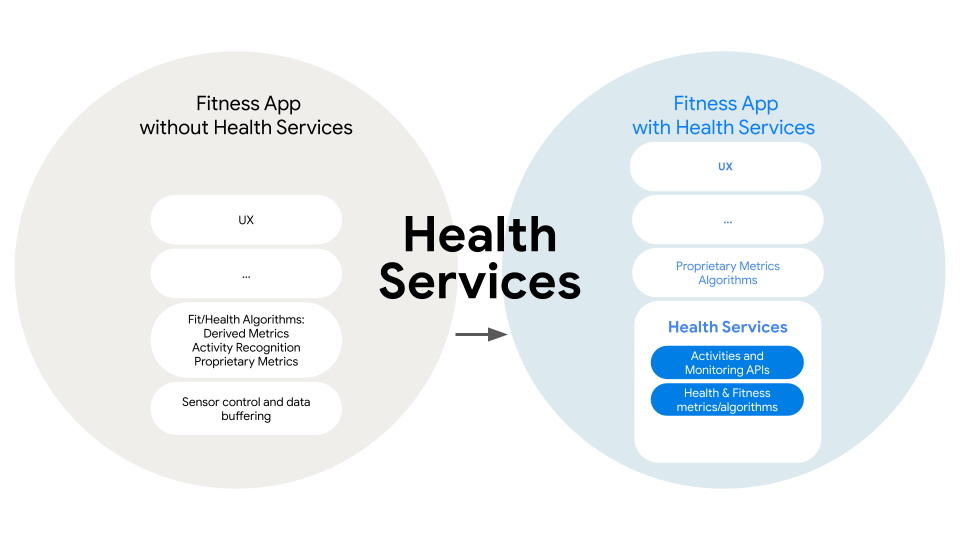 Fitness App
without Health Services
UX
...
Fit/Health Algorithms:
Derived Metrics
Activity Recognition
Proprietary Metrics
Sensor control and data
buffering
Health
Services
Fitness App
with Health Services
UX
...
Proprietary Metrics
Algorithms
Health Services
Activities and
Monitoring APIs
Health & Fitness
metrics/algorithms